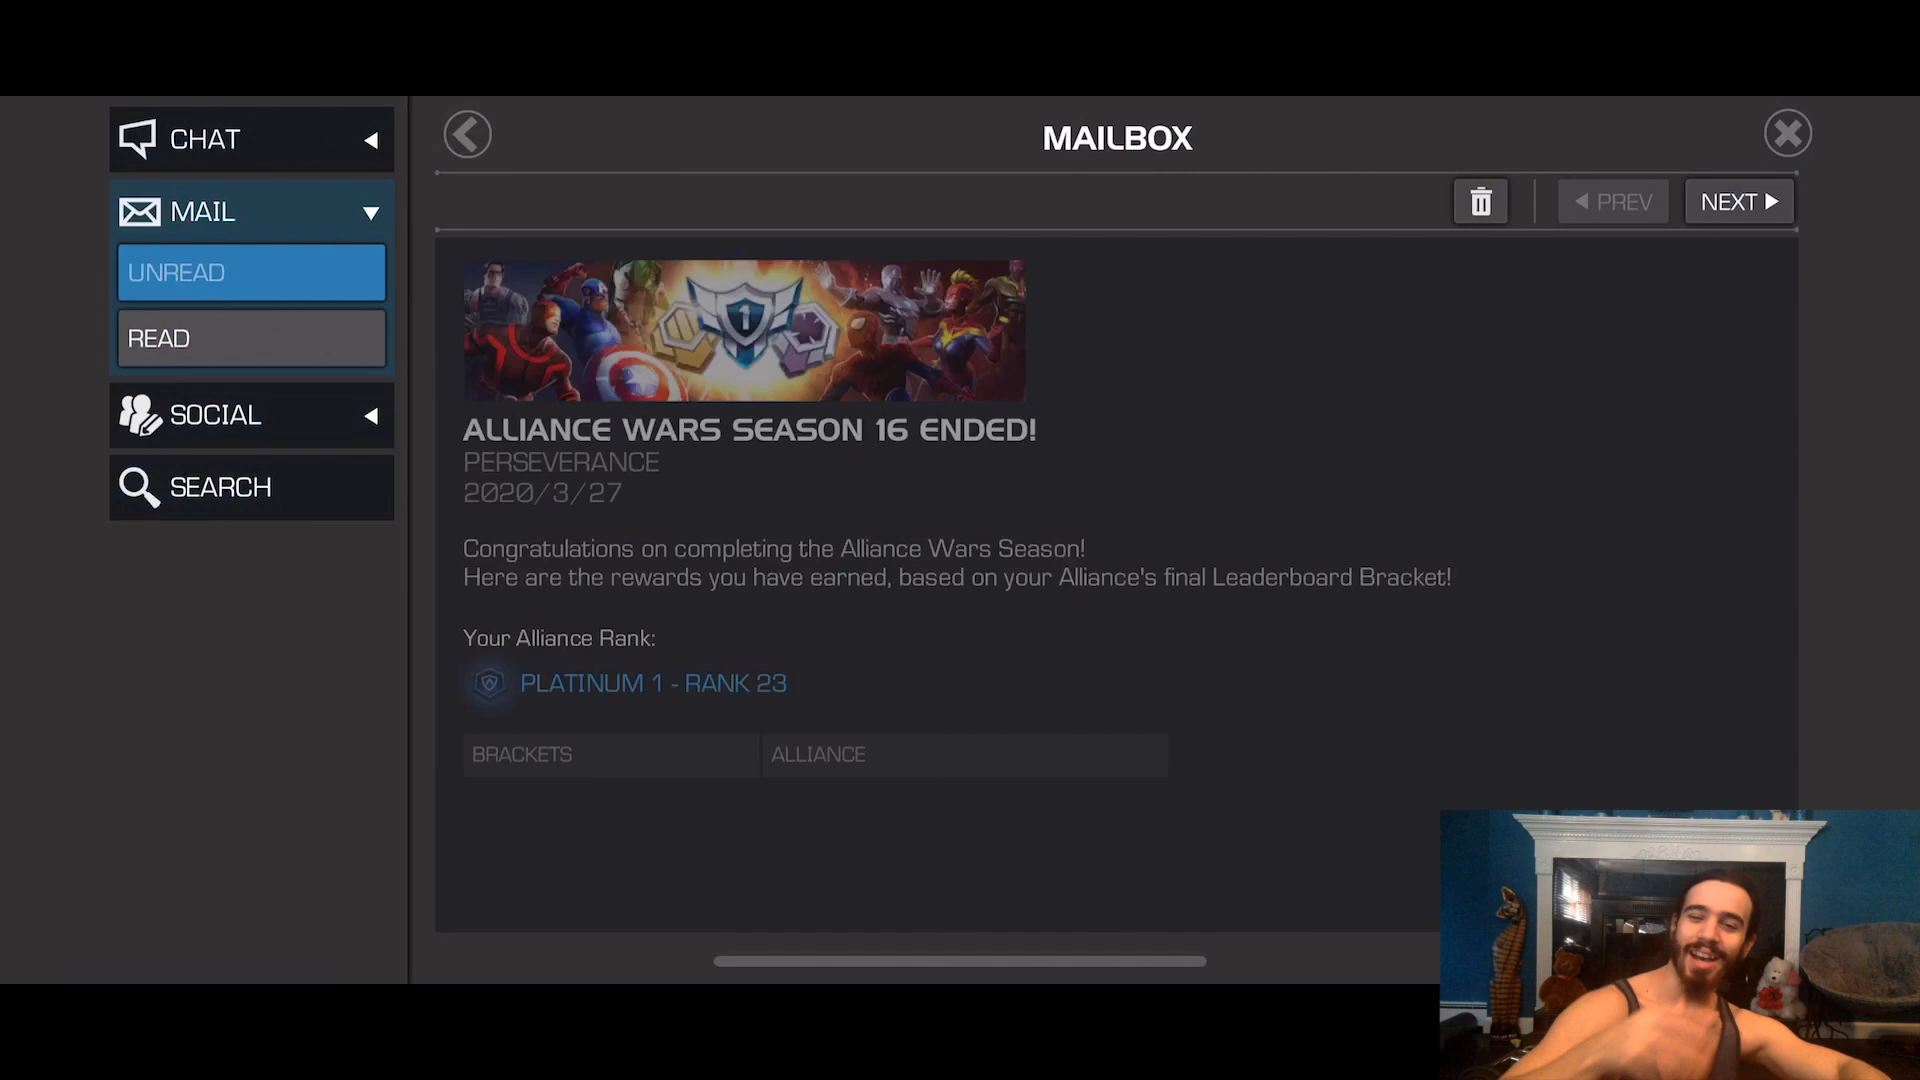 CHAT
MAIL
UNREAD
READ
SOCIAL
SEARCH
MAILBOX
PREV
NEXT
1
ALLIANCE WARS SEASON 16 ENDED!
PERSEVERANCE
2020/3/27
Congratulations on completing the Alliance Wars Season!
Here are the rewards you have earned, based on your Alliance's final Leaderboard Bracket!
Your Alliance Rank:
PLATINUM 1 - RANK 23
BRACKETS
ALLIANCE